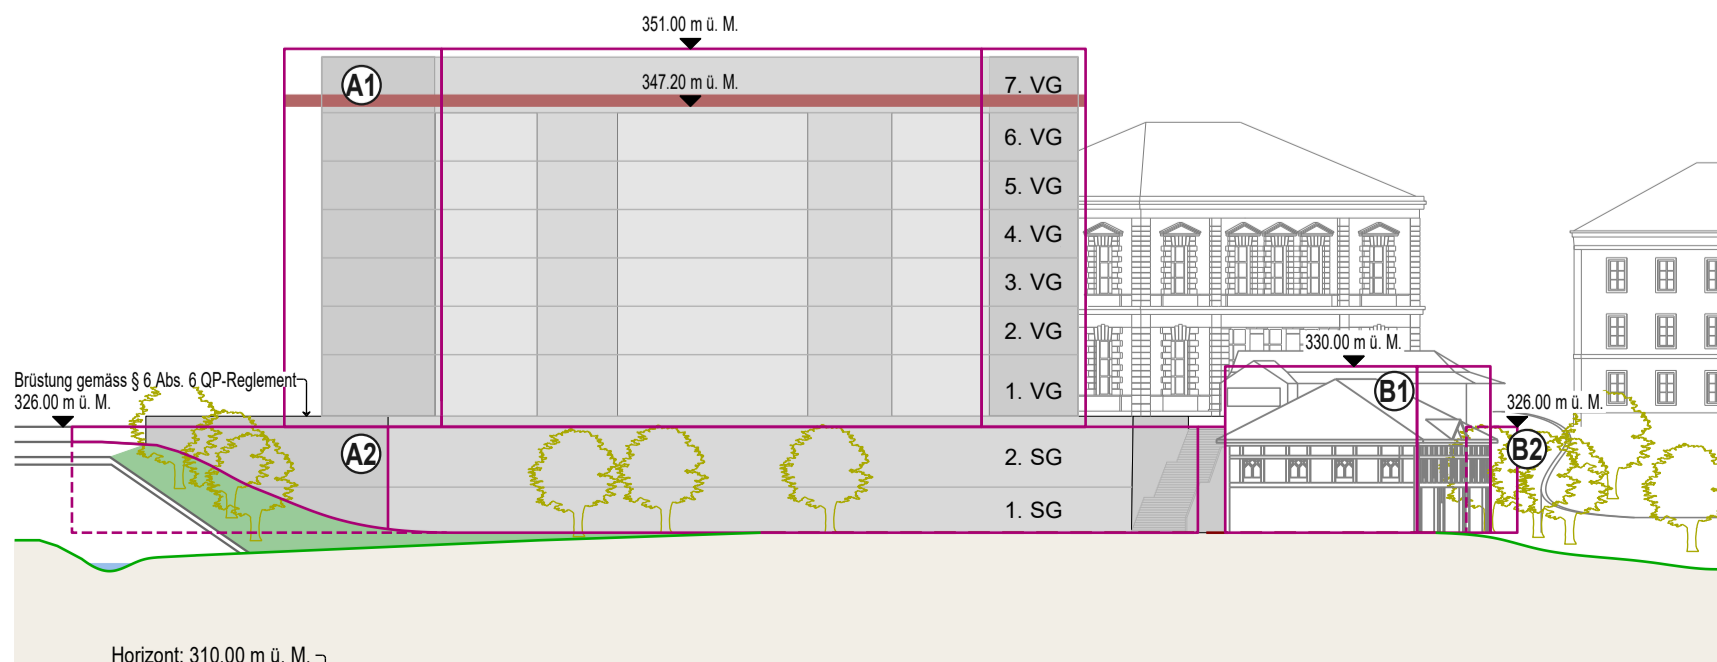 351.00 m ü. M.
A1
347.20 m ü. M.
7. VG
6. VG
5. VG
4. VG
3. VG
2. VG
330.00 m ü. M.
Brüstung gemäss § 6 Abs. 6 QP-Reglement
1. VG
B1
326.00 m ü. M.
326.00 m ü. M.
A2
2. SG
B2
1. SG
Horizont: 310.00 m ü. M.